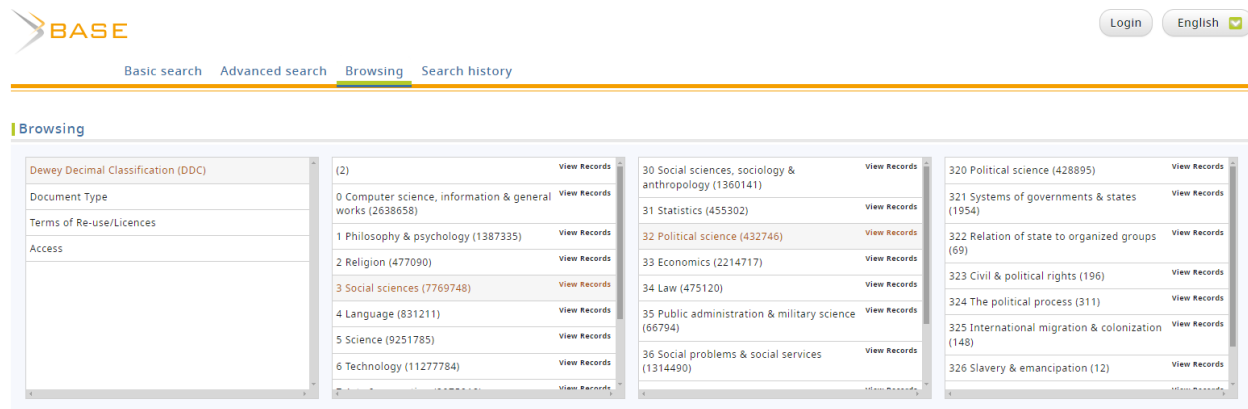 BASE
Login
English
Basic search
Advanced search
Browsing
Search history
Browsing
Dewey Decimal Classification (DDC)
Document Type
Terms of Re-use/Licences
Access
(2) View Records
0 Computer science, information & general View Records
works (2638658)
1 Philosophy & psychology (1387335) View Records
2 Religion (477090) View Records
3 Social sciences (7769748) View Records
4 Language (831211) View Records
5 Science (9251785) View Records
6 Technology (11277784) View Records
View Records
30 Social sciences, sociology & View Records
anthropology (1360141)
31 Statistics (455302) View Records
32 Political science (432746) View Records
33 Economics (2214717) View Records
34 Law (475120) View Records
35 Public administration & military science View Records
(66794)
36 Social problems & social services View Records
(1314490)
View Records
320 Political science (428895) View Records
321 Systems of governments & states View Records
(1954)
322 Relation of state to organized groups View Records
(69)
323 Civil & political rights (196) View Records
324 The political process (311) View Records
325 International migration & colonization View Records
(148)
326 Slavery & emancipation (12) View Records
View Records